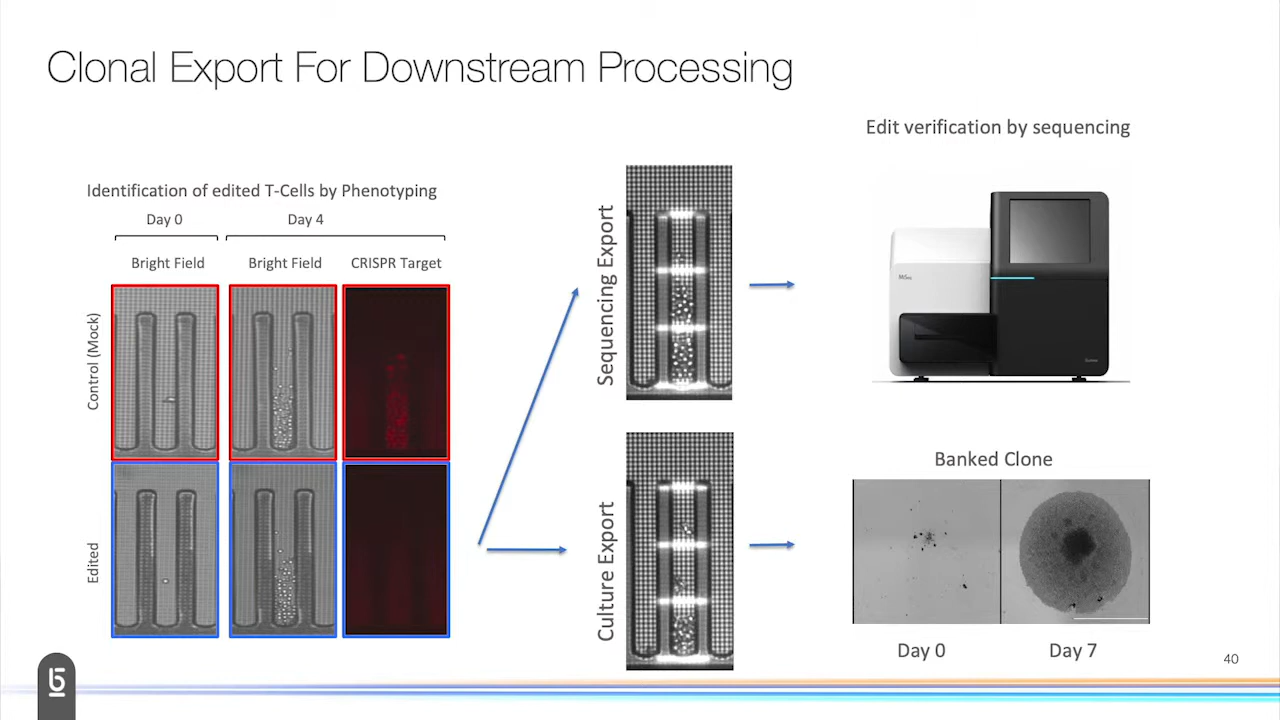 Clonal Export For Downstream Processing
Edit verification by sequencing
Identification of edited T-Cells by Phenotyping
Day 0
Day 4
Bright Field
Bright Field
CRISPR Target
Control (Mock)
Edited
Sequencing Export
Culture Export
MiSeq
Banked Clone
Day 0
Day 7
40